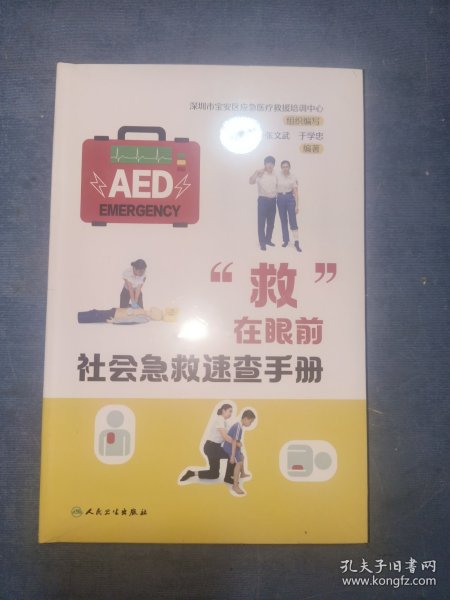 深圳市宝安区应急医疗救援培训中心
组织编写
张文武 于学忠
编著
AED
EMERGENCY
“救”
在眼前
社会急救速查手册
人民卫生出版社
孔夫子旧书网
www.kongfz.com